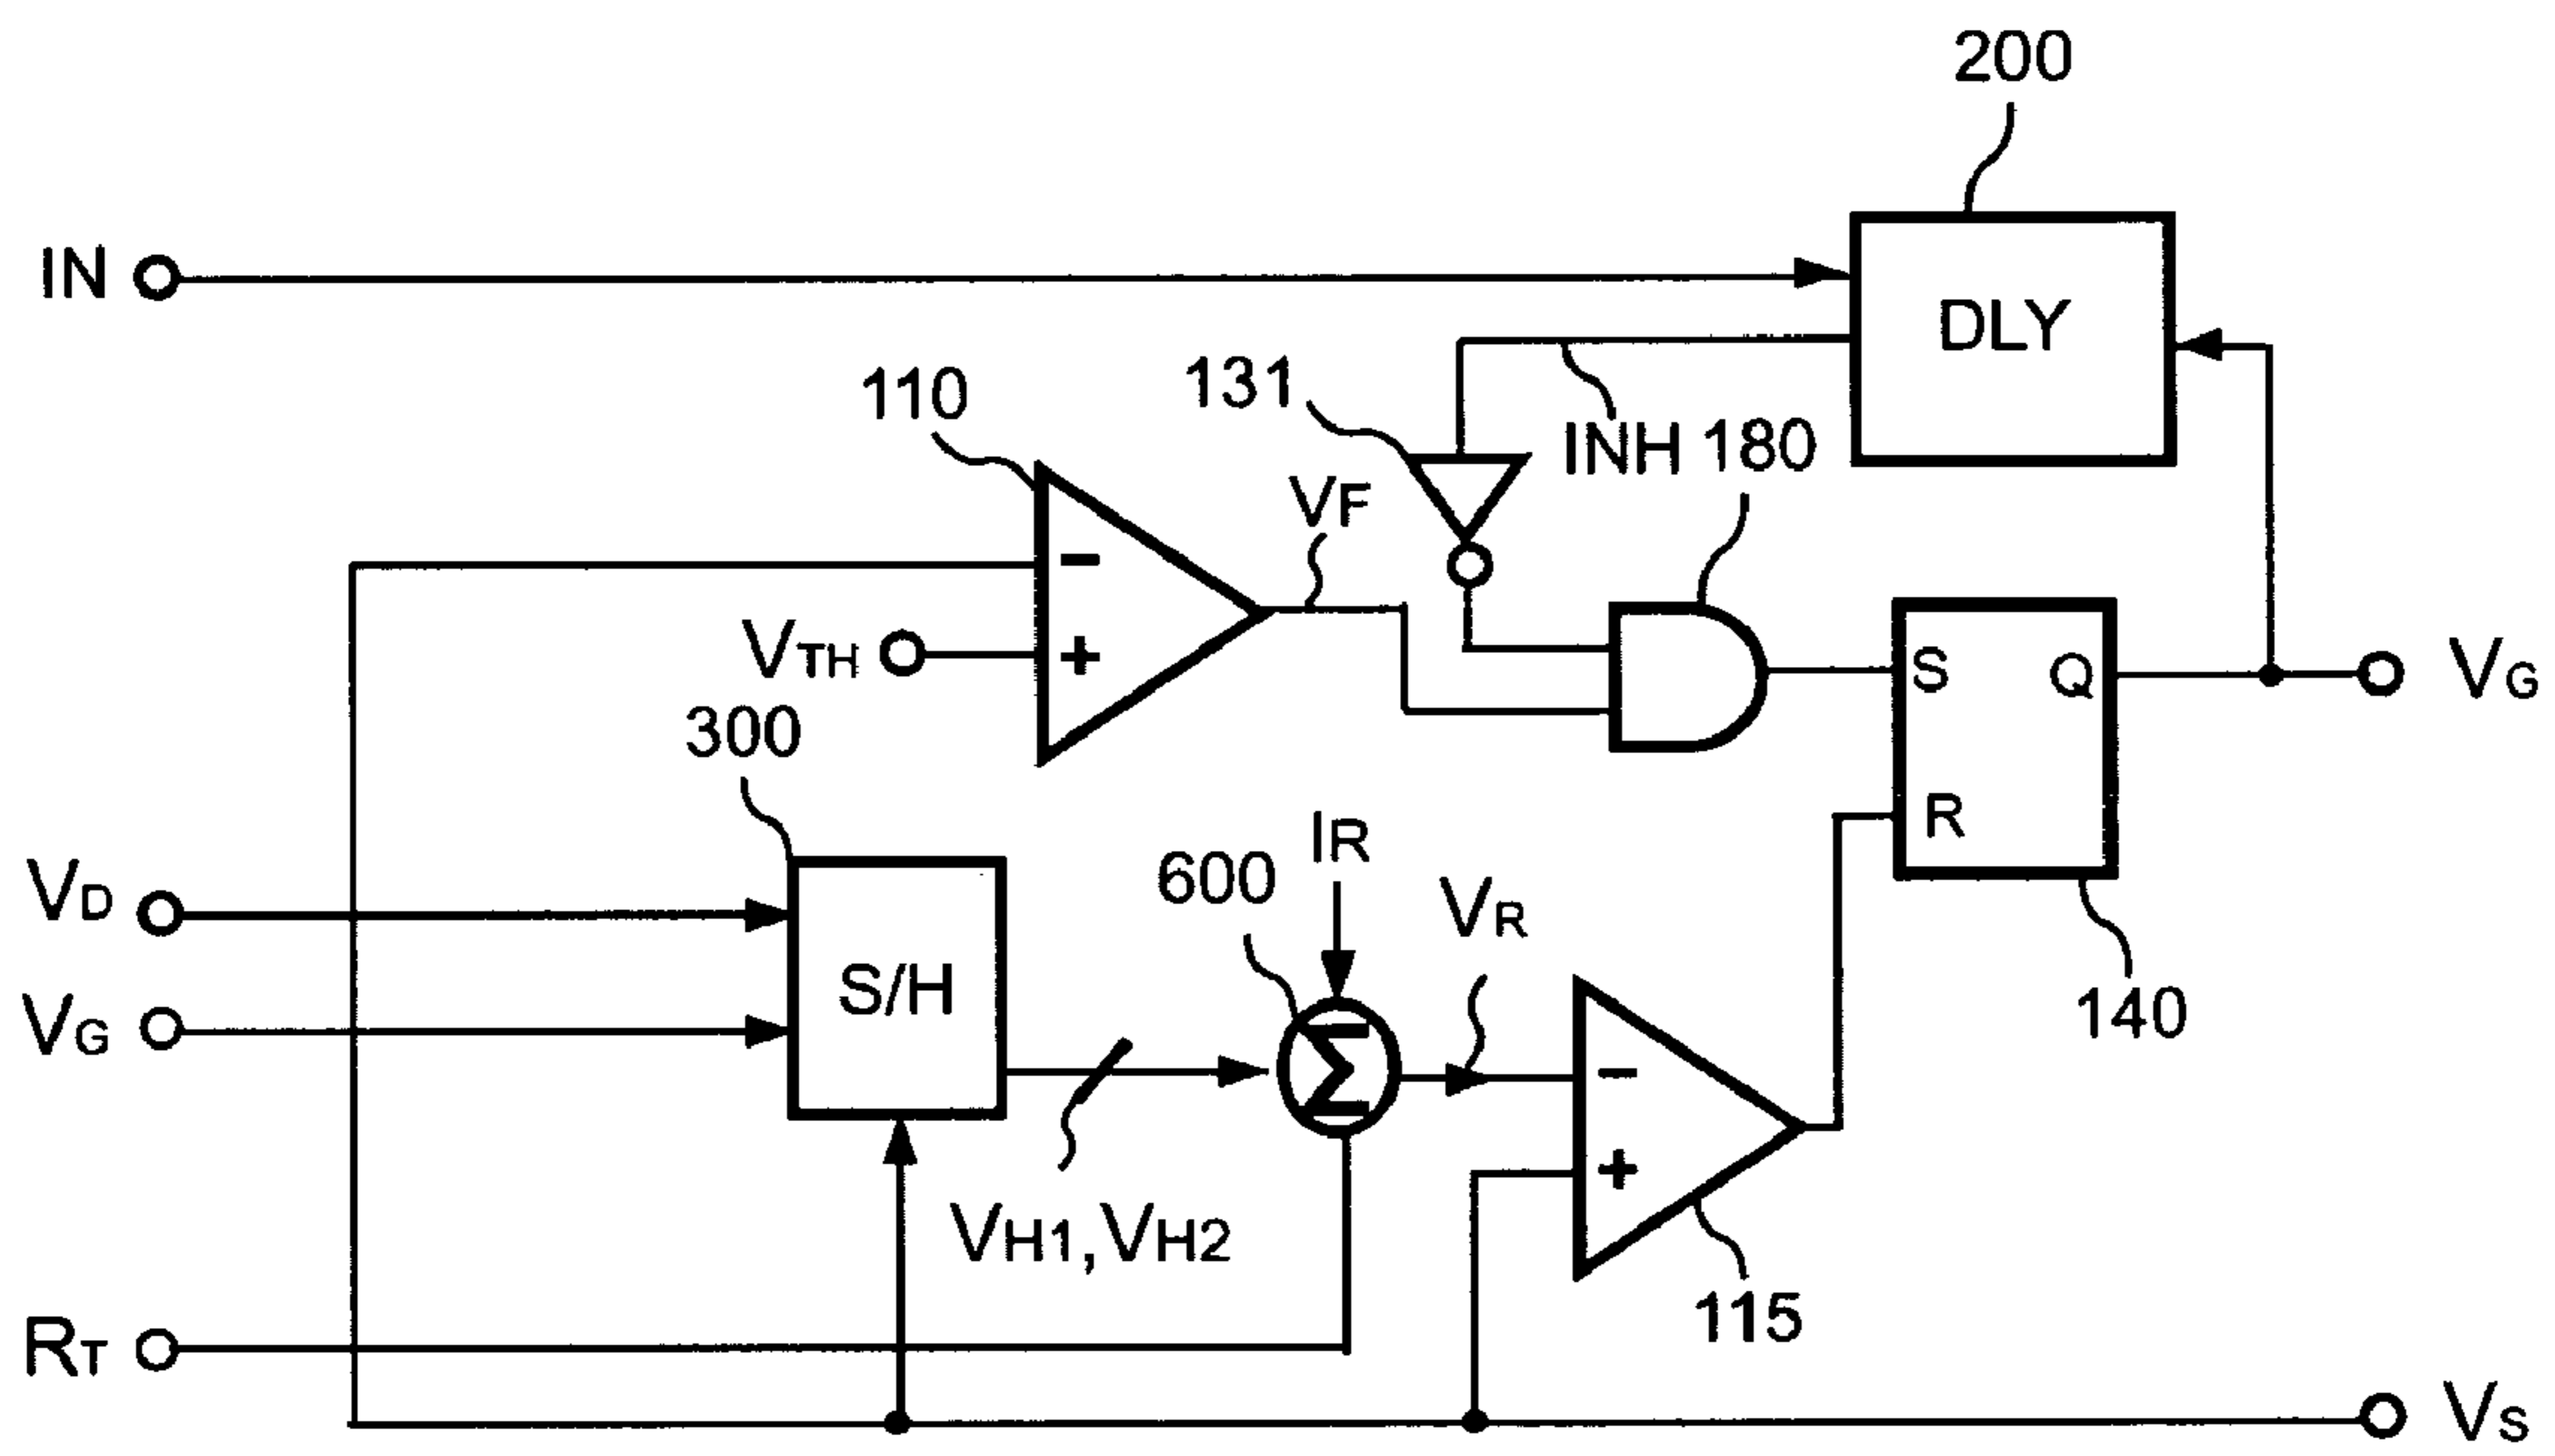 200
IN
DLY
131
110
INH
180
VF
VTH
−
+
S
Q
VG
300
R
IR
VD
600
VR
S/H
VG
−
140
+
VH1,VH2
115
RT
VS